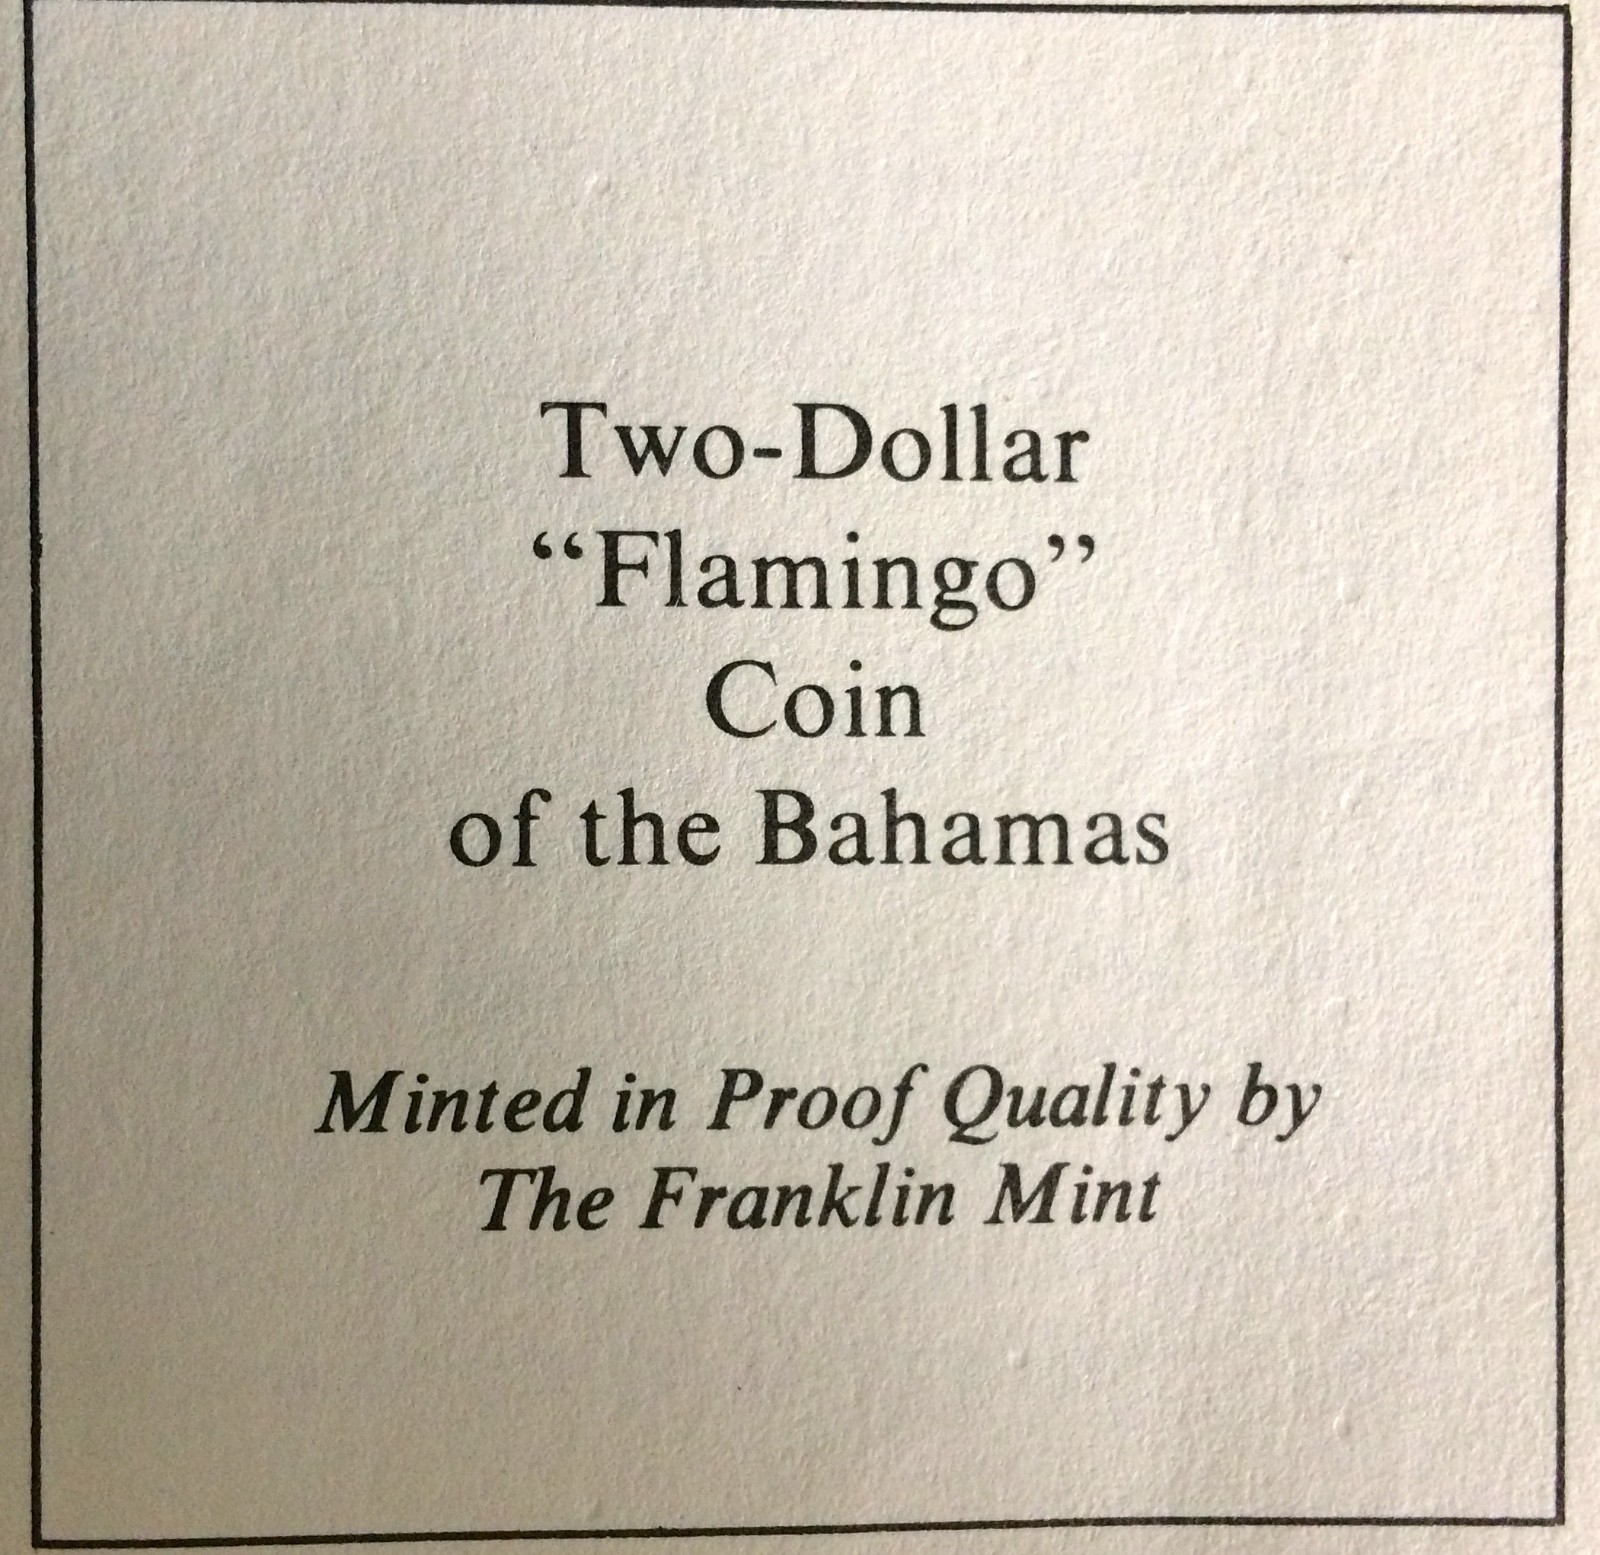 Two-Dollar
“Flamingo”
Coin
of the Bahamas
Minted in Proof Quality by
The Franklin Mint